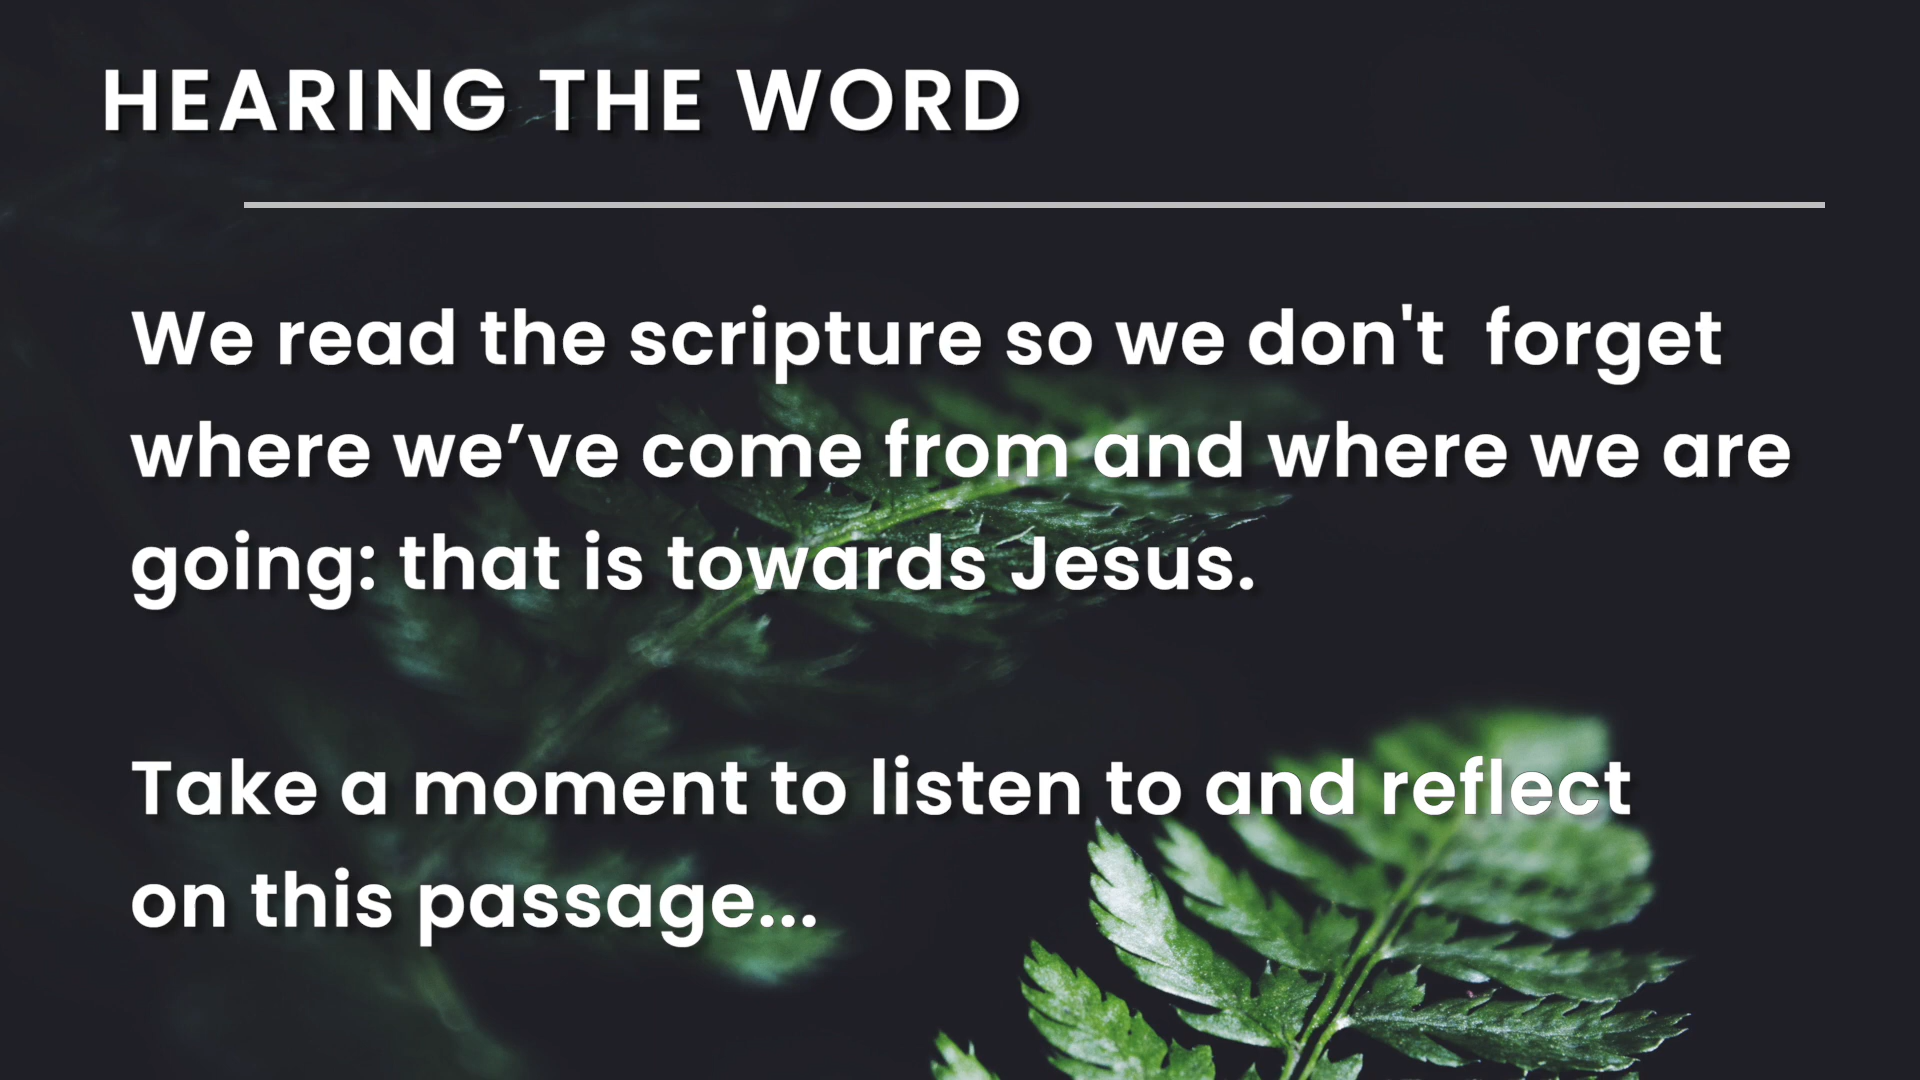 HEARING THE WORD
We read the scripture so we don't  forget
where we’ve come from and where we are
going: that is towards Jesus.
Take a moment to listen to and reflect
on this passage...